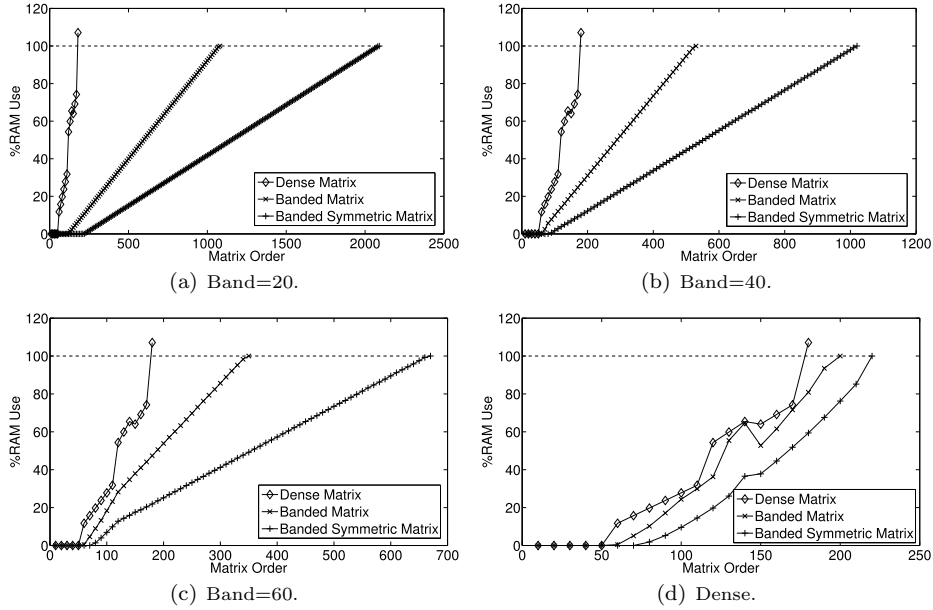 120
100
80
60
40
20
0
%RAM Use
0 500 1000 1500 2000 2500
Matrix Order
Dense Matrix
Banded Matrix
Banded Symmetric Matrix
(a) Band=20.
120
100
80
60
40
20
0
%RAM Use
200 400 600 800 1000 1200
Matrix Order
Dense Matrix
Banded Matrix
Banded Symmetric Matrix
(b) Band=40.
120
100
80
60
40
20
0
%RAM Use
0 100 200 300 400 500 600 700
Matrix Order
Dense Matrix
Banded Matrix
Banded Symmetric Matrix
(c) Band=60.
120
100
80
60
40
20
0
%RAM Use
0 50 100 150 200 250
Matrix Order
Dense Matrix
Banded Matrix
Banded Symmetric Matrix
(d) Dense.